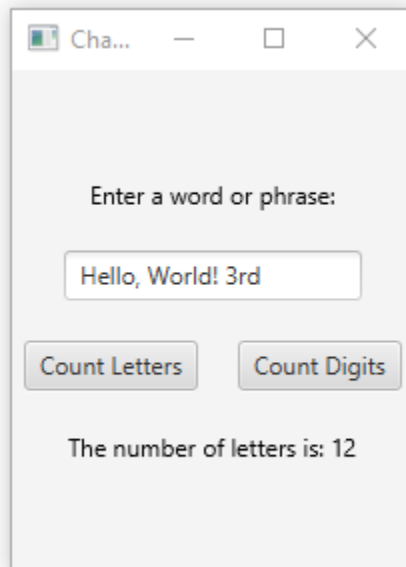 Cha...
Enter a word or phrase:
Hello, World! 3rd
Count Letters Count Digits
The number of letters is: 12